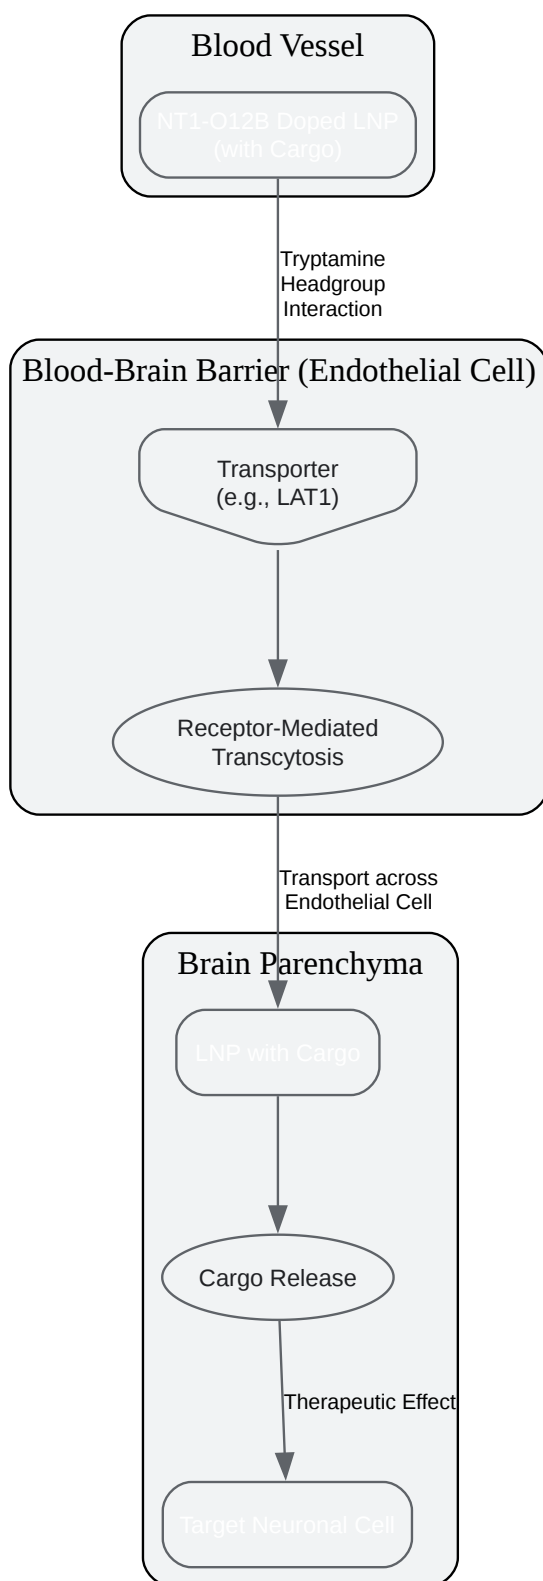 Blood Vessel
NT1-O12B Doped LNP
(with Cargo)
Tryptamine
Headgroup
Interaction
Blood-Brain Barrier (Endothelial Cell)
Transporter
(e.g., LAT1)
Receptor-Mediated
Transcytosis
Transport across
Endothelial Cell
Brain Parenchyma
LNP with Cargo
Cargo Release
Therapeutic Effect
Target Neuronal Cell